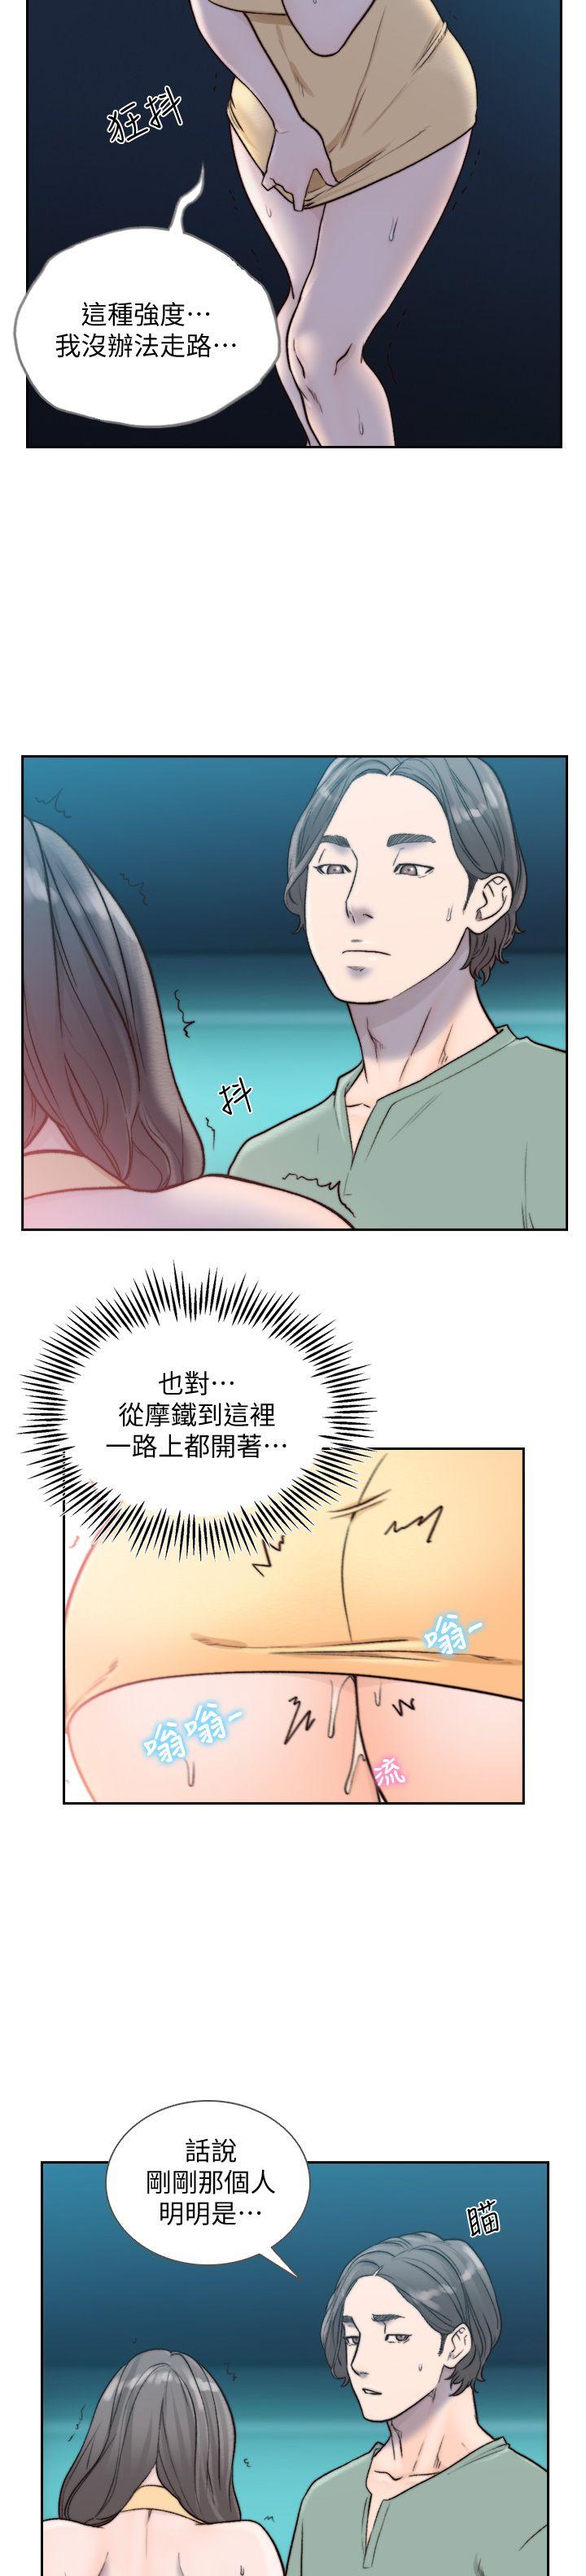 狂抖
這種強度…
我沒辦法走路…
抖
也對…
從摩鐵到這裡
一路上都開著…
嗡-
嗡嗡-
流
話說
剛剛那個人
明明是…
瞄